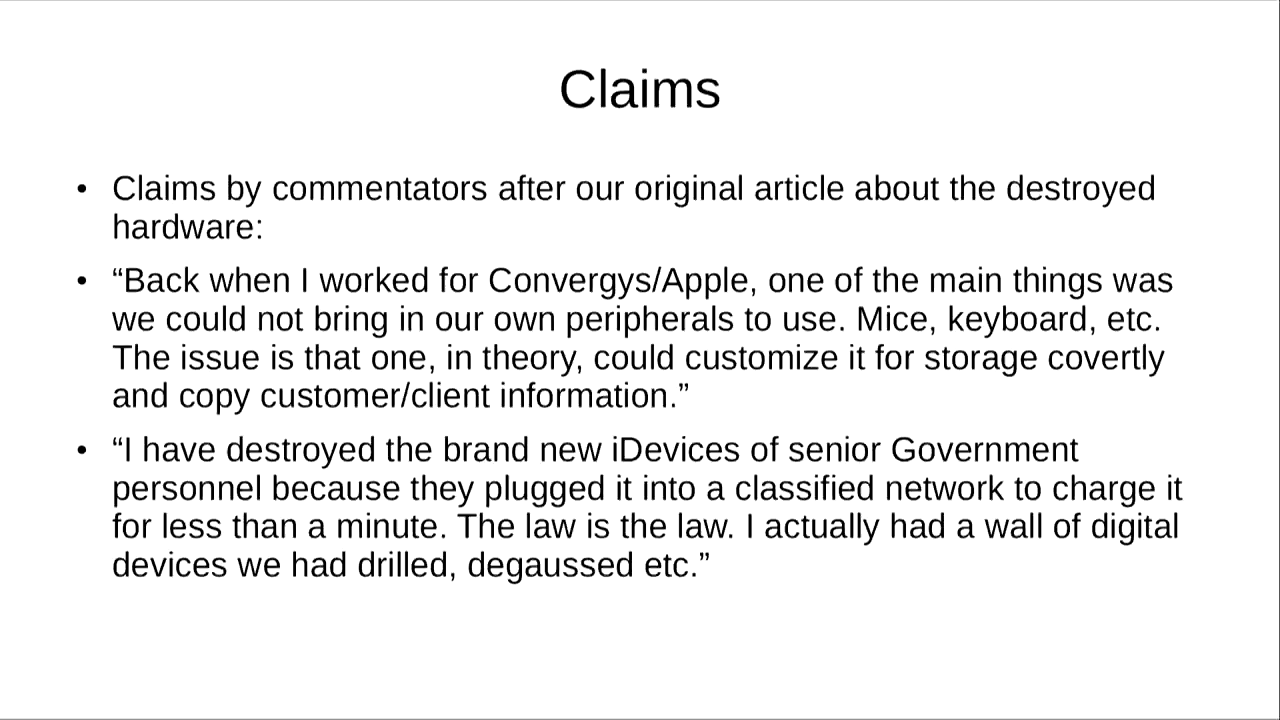 Claims
• Claims by commentators after our original article about the destroyed
hardware:
• “Back when I worked for Convergys/Apple, one of the main things was
we could not bring in our own peripherals to use. Mice, keyboard, etc.
The issue is that one, in theory, could customize it for storage covertly
and copy customer/client information.”
• “I have destroyed the brand new iDevices of senior Government
personnel because they plugged it into a classified network to charge it
for less than a minute. The law is the law. I actually had a wall of digital
devices we had drilled, degaussed etc.”